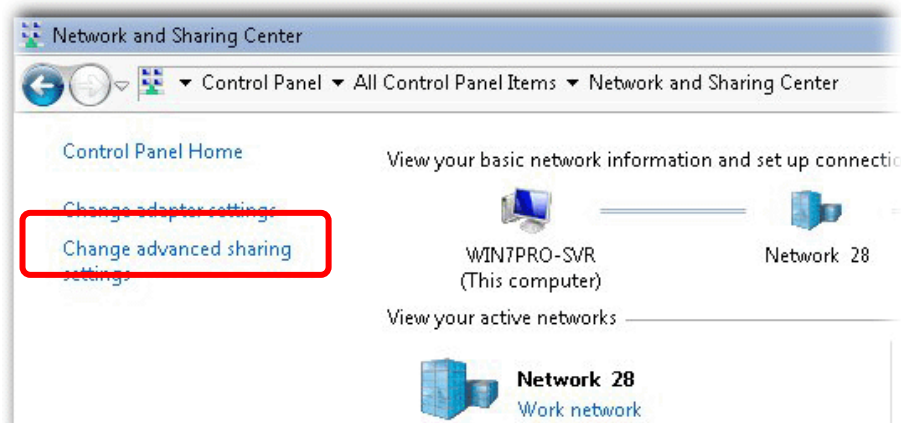 Network and Sharing Center
Control Panel All Control Panel Items Network and Sharing Center
Control Panel Home
Change adapter settings
Change advanced sharing
settings
View your basic network information and set up connectio
WIN7PRO-SVR
(This computer)
Network 28
View your active networks
Network 28
Work network